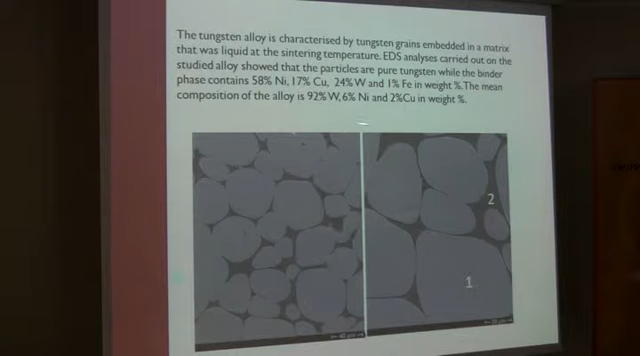 The tungsten alloy is characterised by tungsten grains embedded in a matrix
that was liquid at the sintering temperature. EDS analyses carried out on the
studied alloy showed that the particles are pure tungsten while the binder
phase contains 58% Ni, 17% Cu, 24% W and 1% Fe in weight %. The mean
composition of the alloy is 92% W, 6% Ni and 2%Cu in weight %.
2
1